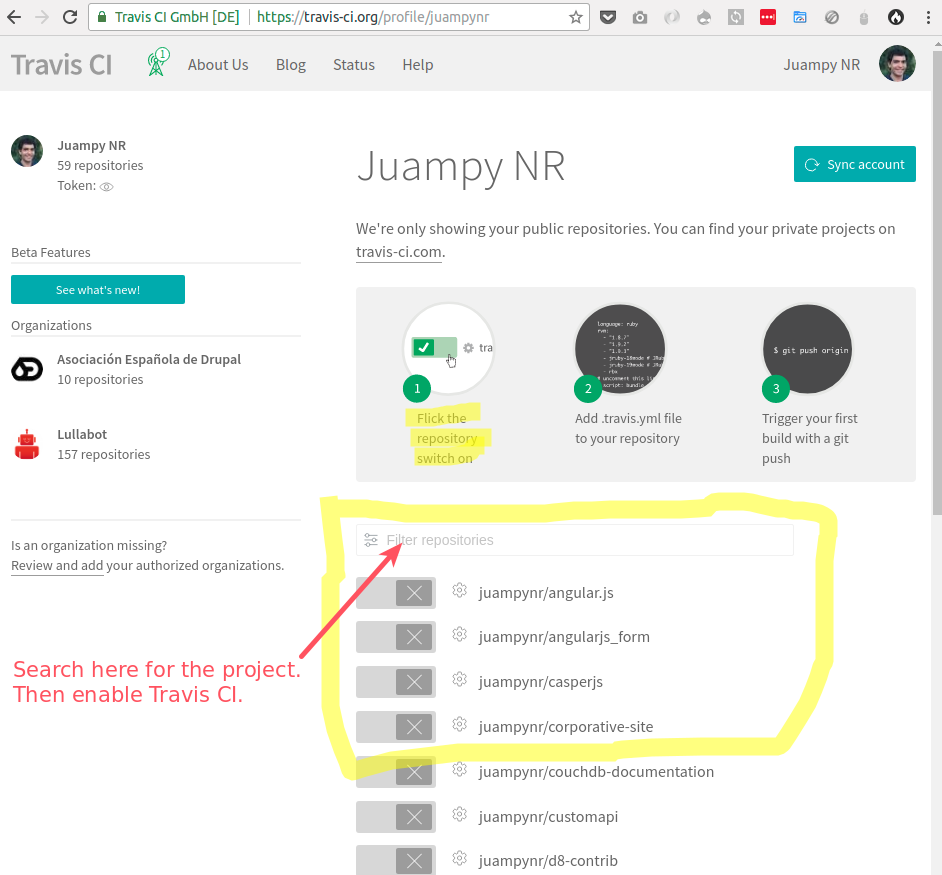 Travis CI GmbH [DE]
https://travis-ci.org/profile/juampynr
Travis CI
1
About Us
Blog
Status
Help
Juampy NR
Juampy NR
59 repositories
Token:
Beta Features
See what's new!
Organizations
Asociación Española de Drupal
10 repositories
Lullabot
157 repositories
Is an organization missing?
Review and add your authorized organizations.
Juampy NR
Sync account
We're only showing your public repositories. You can find your private projects on
travis-ci.com.
tra
1
Flick the
repository
switch on
language: ruby
rvm:
- "1.8.7"
- "1.9.2"
- "1.9.3"
- jruby-18mode # JRu
- jruby-19mode # JRu
- rbx
# uncomment this li
script: bundle
2
Add .travis.yml file
to your repository
$ git push origin
3
Trigger your first
build with a git
push
Filter repositories
juampynr/angular.js
juampynr/angularjs_form
juampynr/casperjs
juampynr/corporative-site
juampynr/couchdb-documentation
juampynr/customapi
juampynr/d8-contrib
Search here for the project.
Then enable Travis CI.